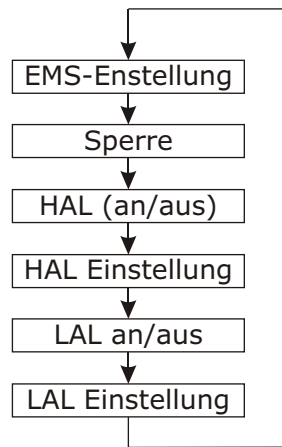 EMS-Enstellung
Sperre
HAL (an/aus)
HAL Einstellung
LAL an/aus
LAL Einstellung